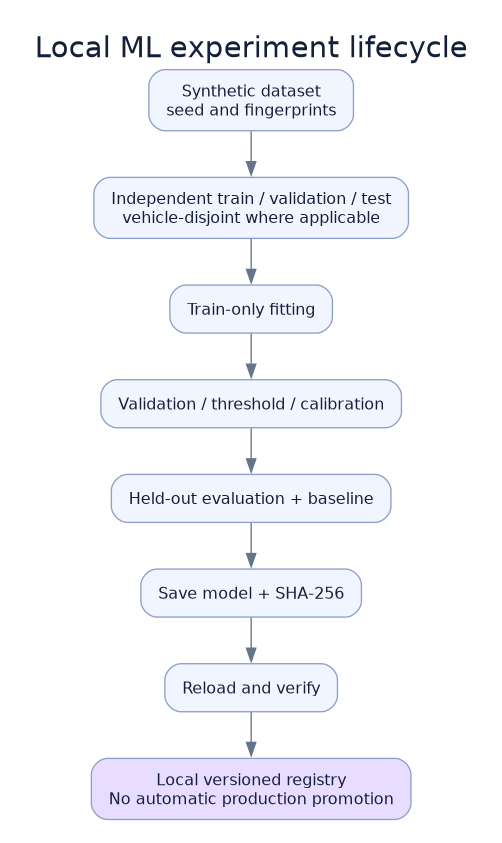 Local ML experiment lifecycle
Synthetic dataset
seed and fingerprints
Independent train / validation / test
vehicle-disjoint where applicable
Train-only fitting
Validation / threshold / calibration
Held-out evaluation + baseline
Save model + SHA-256
Reload and verify
Local versioned registry
No automatic production promotion